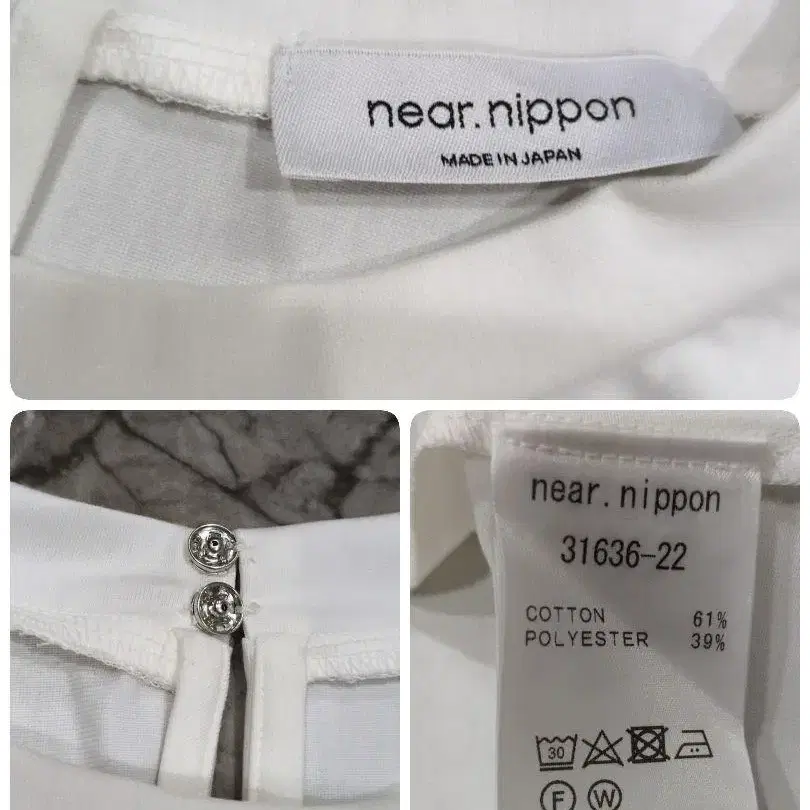 near.nippon
MADE IN JAPAN
near.nippon
31636-22
COTTON 61%
POLYESTER 39%
30
F W